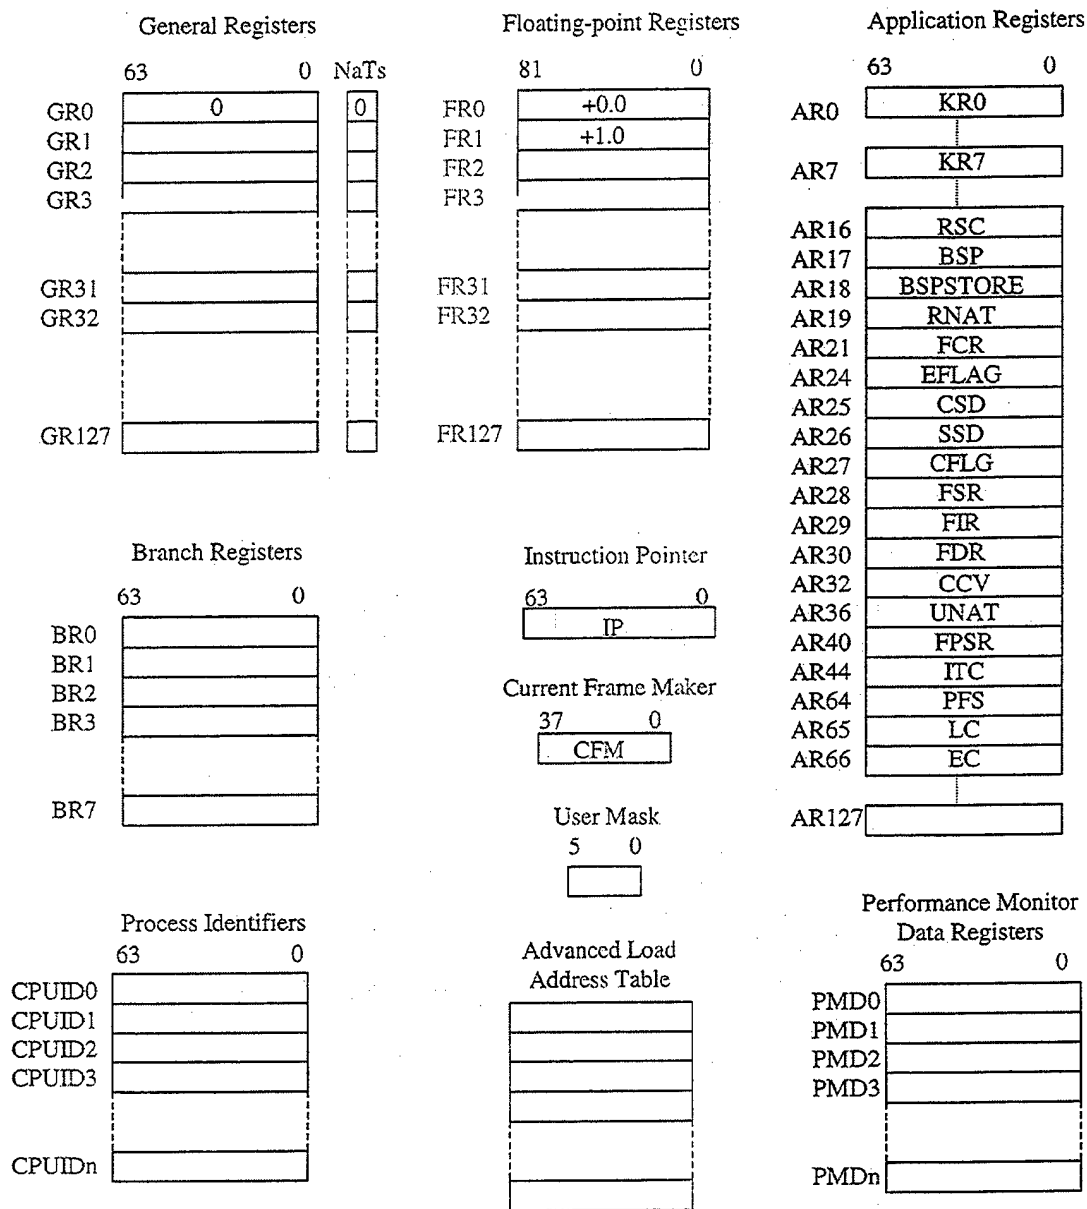 General Registers
63 0 NaTs
GR0 0 0
GR1
GR2
GR3
GR31
GR32
GR127
Floating-point Registers
81 0
FR0 +0.0
FR1 +1.0
FR2
FR3
FR31
FR32
FR127
Application Registers
63 0
AR0 KR0
AR7 KR7
AR16 RSC
AR17 BSP
AR18 BSPSTORE
AR19 RNAT
AR21 FCR
AR24 EFLAG
AR25 CSD
AR26 SSD
AR27 CFLG
AR28 FSR
AR29 FIR
AR30 FDR
AR32 CCV
AR36 UNAT
AR40 FPSR
AR44 ITC
AR64 PFS
AR65 LC
AR66 EC
AR127
Branch Registers
63 0
BR0
BR1
BR2
BR3
BR7
Instruction Pointer
63 0
IP
Current Frame Maker
37 0
CFM
User Mask
5 0
Process Identifiers
63 0
CPUID0
CPUID1
CPUID2
CPUID3
CPUIDn
Advanced Load
Address Table
Performance Monitor
Data Registers
63 0
PMD0
PMD1
PMD2
PMD3
PMDn